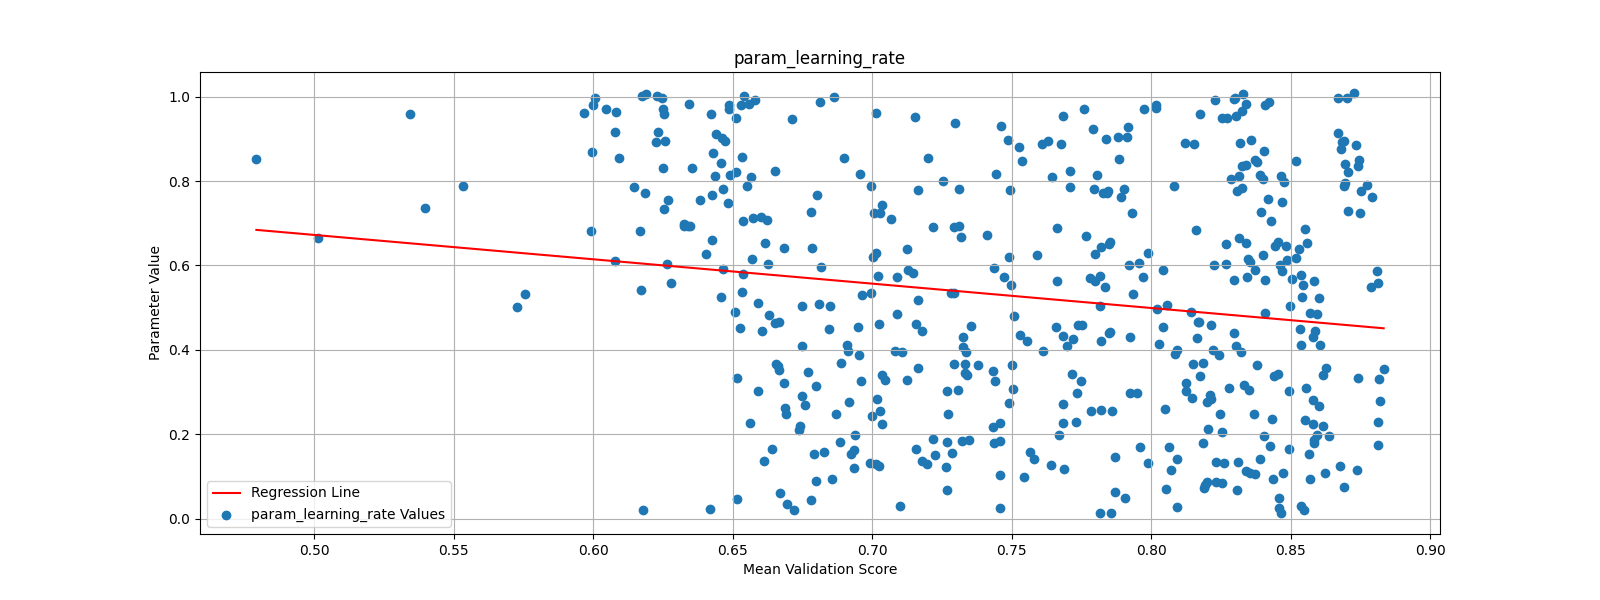 param_learning_rate
1.0
0.8
0.6
0.4
0.2
0.0
Parameter Value
Regression Line
param_learning_rate Values
0.50 0.55 0.60 0.65 0.70 0.75 0.80 0.85 0.90
Mean Validation Score